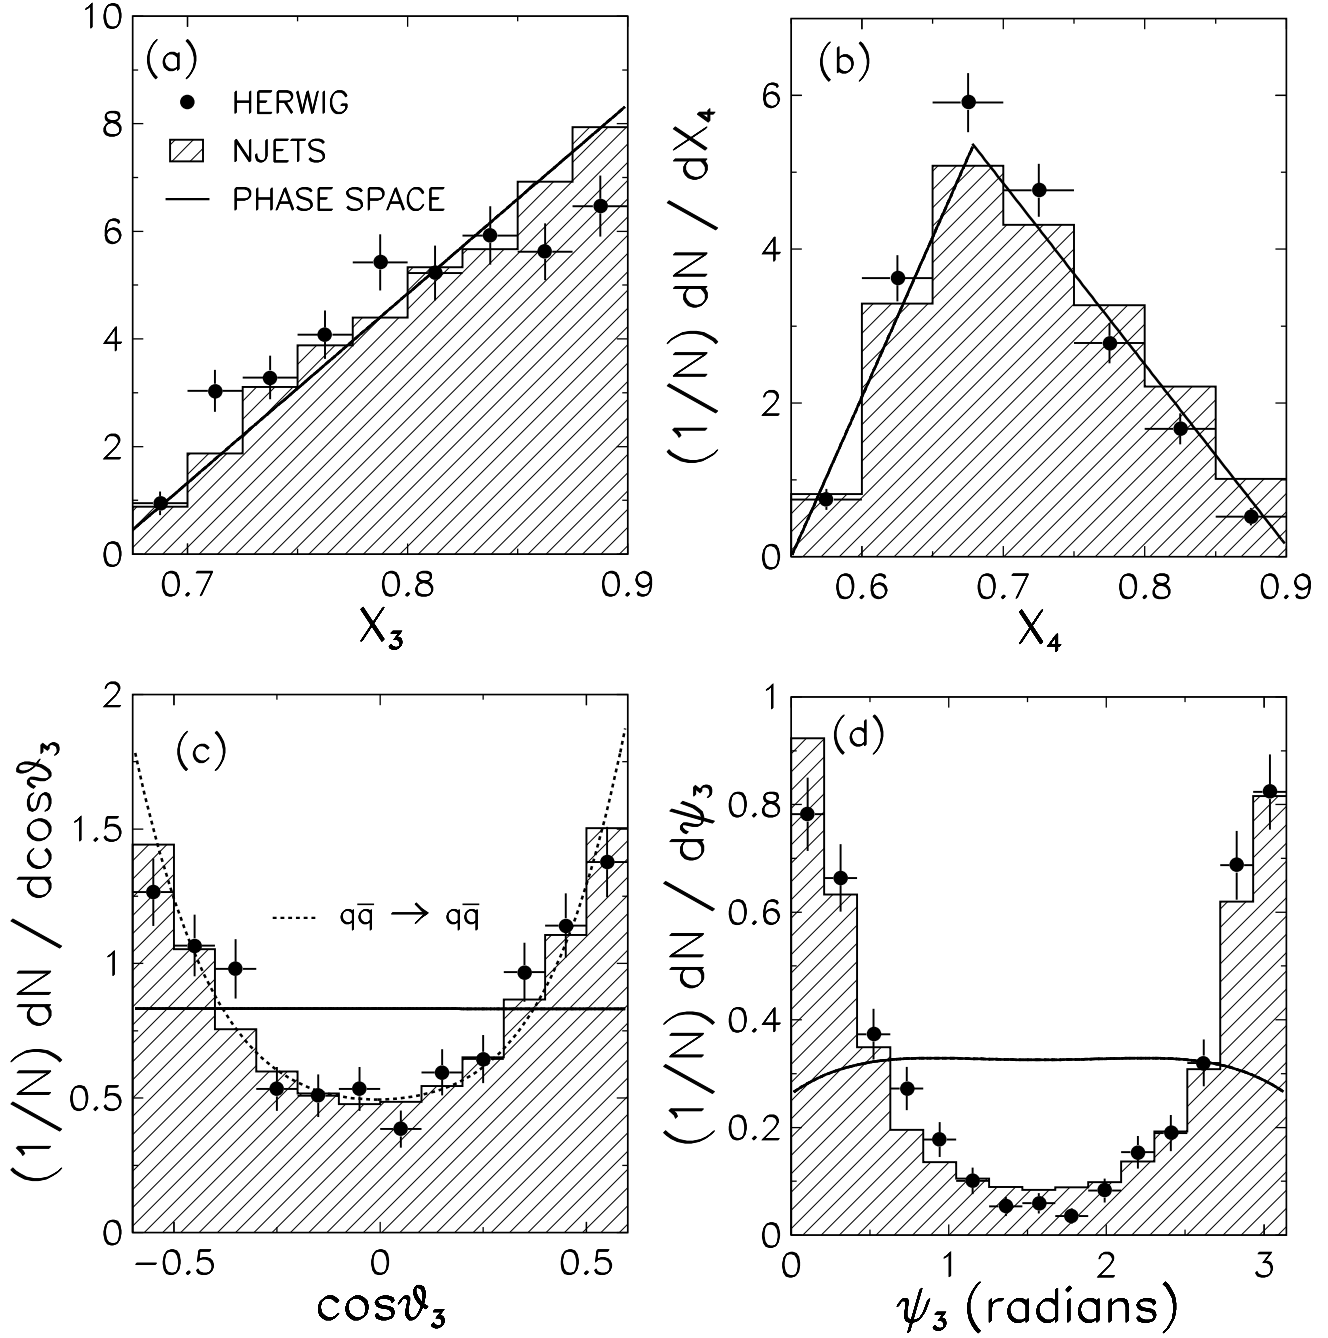 (a)
HERWIG
NJETS
PHASE SPACE
10
8
6
4
2
0
0.7 0.8 0.9
X₃
(b)
(1/N) dN / dX₄
6
4
2
0
0.6 0.7 0.8 0.9
X₄
(c)
(1/N) dN / dcosϑ₃
2
1.5
1
0.5
0
qq̅ → qq̅
−0.5 0 0.5
cosϑ₃
(d)
(1/N) dN / dψ₃
1
0.8
0.6
0.4
0.2
0
0 1 2 3
ψ₃ (radians)